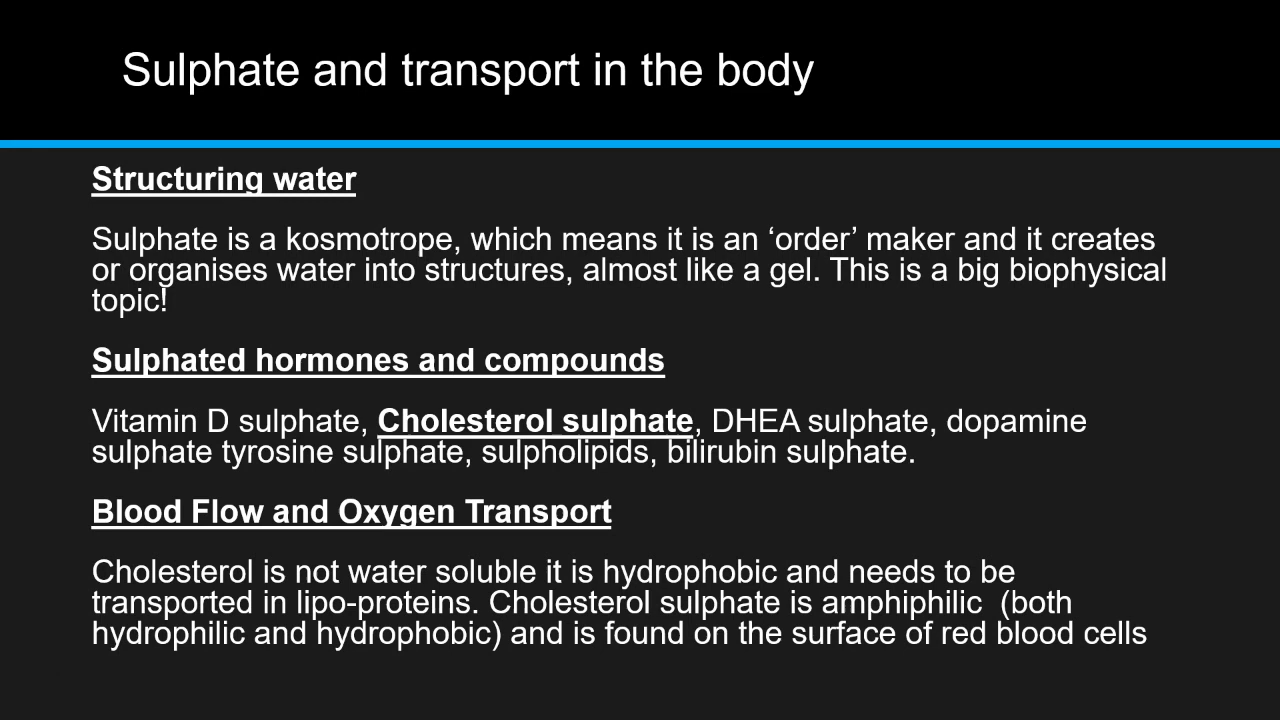 Sulphate and transport in the body
Structuring water
Sulphate is a kosmotrope, which means it is an ‘order’ maker and it creates
or organises water into structures, almost like a gel. This is a big biophysical
topic!
Sulphated hormones and compounds
Vitamin D sulphate, Cholesterol sulphate, DHEA sulphate, dopamine
sulphate tyrosine sulphate, sulpholipids, bilirubin sulphate.
Blood Flow and Oxygen Transport
Cholesterol is not water soluble it is hydrophobic and needs to be
transported in lipo-proteins. Cholesterol sulphate is amphiphilic  (both
hydrophilic and hydrophobic) and is found on the surface of red blood cells